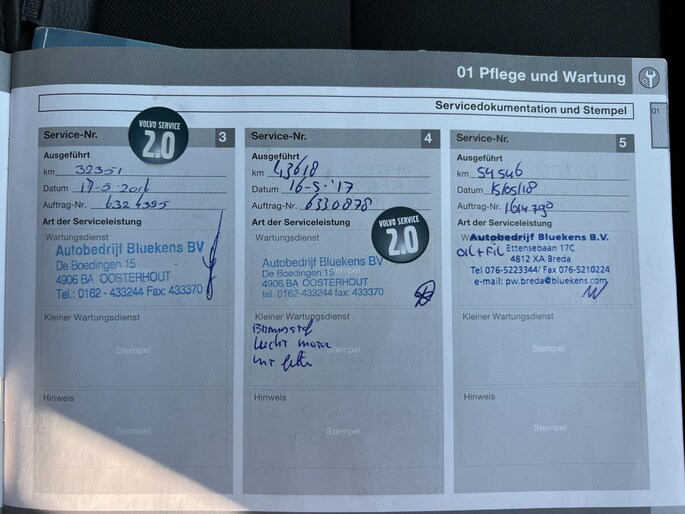 01 Pflege und Wartung
Servicedokumentation und Stempel
01
Service-Nr. 3
VOLVO SERVICE
2.0
Ausgeführt
km 32351
Datum 17-5-2016
Auftrag-Nr. 6324395
Art der Serviceleistung
Wartungsdienst
Autobedrijf Bluekens BV
De Boedingen 15
4906 BA OOSTERHOUT
Tel.: 0162 - 433244 Fax: 433370
Kleiner Wartungsdienst
Stempel
Hinweis
Stempel
Service-Nr. 4
Ausgeführt
km 43618
Datum 16-5-'17
Auftrag-Nr. 6330878
Art der Serviceleistung
VOLVO SERVICE
2.0
Wartungsdienst
Autobedrijf Bluekens BV
De Boedingen 15
Stempel
4906 BA OOSTERHOUT
tel. 0162-433244 fax: 433370
Kleiner Wartungsdienst
Stempel
Hinweis
Stempel
Service-Nr. 5
Ausgeführt
km 54546
Datum 15/05/18
Auftrag-Nr. 1614790
Art der Serviceleistung
Autobedrijf Bluekens B.V.
Ettensebaan 17C
4812 XA Breda
Tel 076-5223344/ Fax 076-5210224
e-mail: pw.breda@bluekens.com
Olt Fil
Kleiner Wartungsdienst
Stempel
Hinweis
Stempel